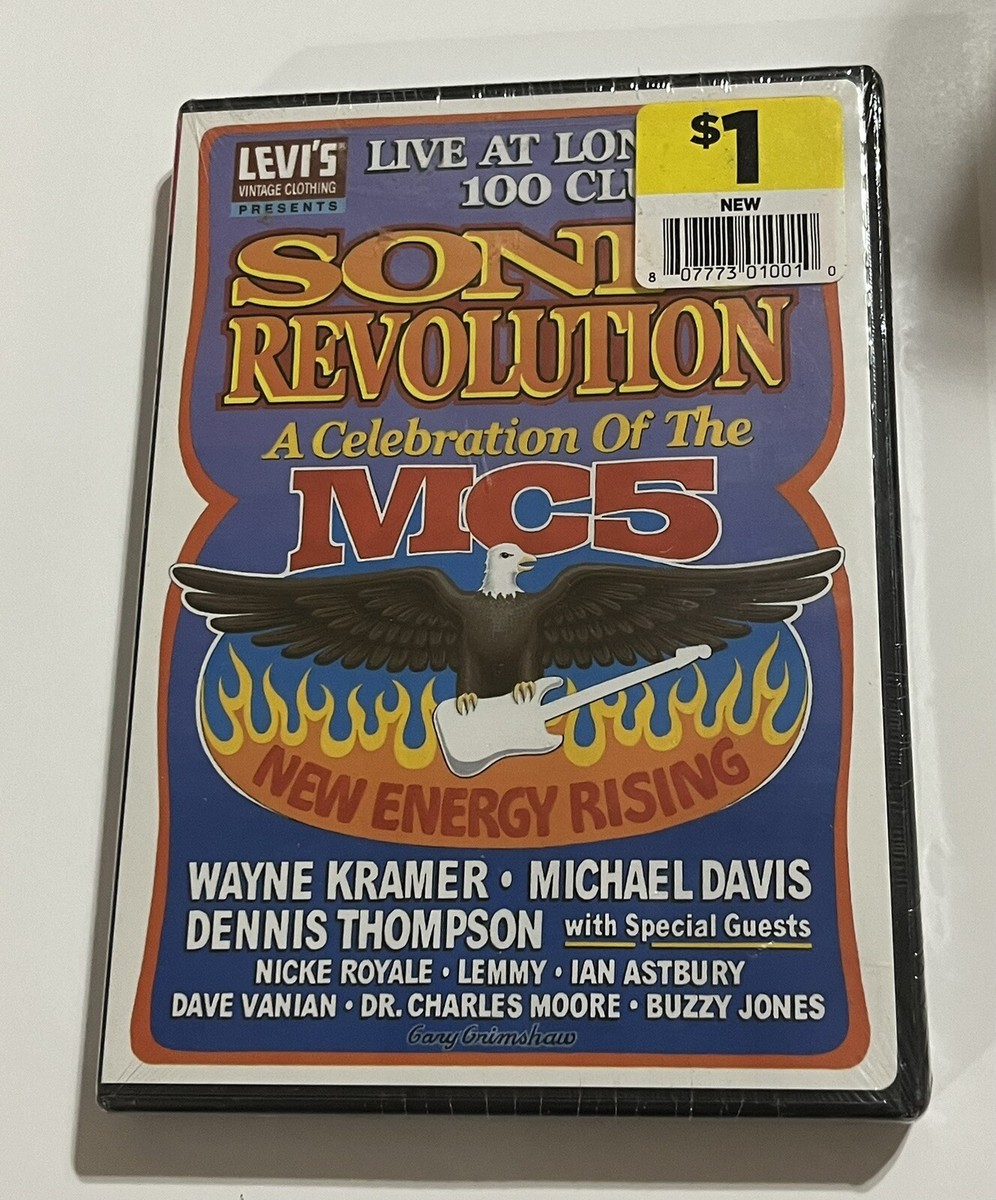 LEVI'S®
VINTAGE CLOTHING
PRESENTS
LIVE AT LON
100 CLU
$1
NEW
8 07773 01001 0
SONI
REVOLUTION
A Celebration Of The
MC5
NEW ENERGY RISING
WAYNE KRAMER • MICHAEL DAVIS
DENNIS THOMPSON with Special Guests
NICKE ROYALE • LEMMY • IAN ASTBURY
DAVE VANIAN • DR. CHARLES MOORE • BUZZY JONES
Gary Grimshaw